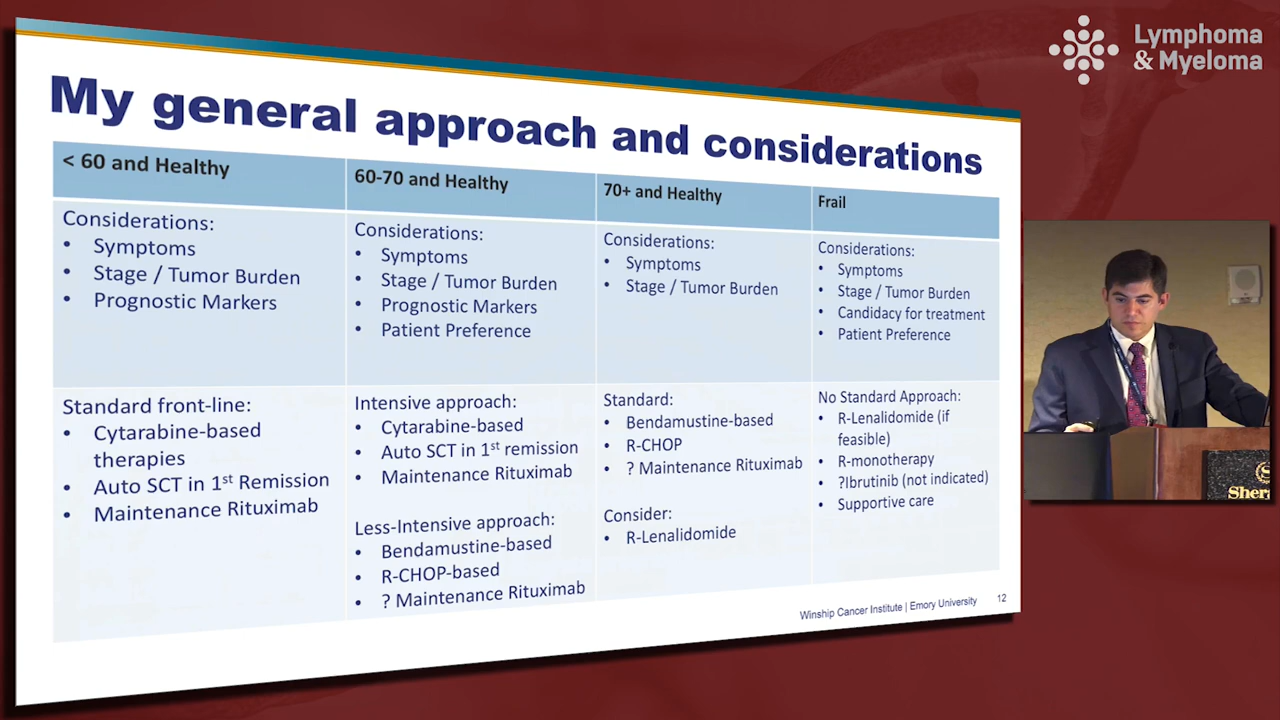 Lymphoma
& Myeloma
My general approach and considerations
< 60 and Healthy
60-70 and Healthy
70+ and Healthy
Frail
Considerations:
• Symptoms
• Stage / Tumor Burden
• Prognostic Markers
Considerations:
• Symptoms
• Stage / Tumor Burden
• Prognostic Markers
• Patient Preference
Considerations:
• Symptoms
• Stage / Tumor Burden
Considerations:
• Symptoms
• Stage / Tumor Burden
• Candidacy for treatment
• Patient Preference
Standard front-line:
• Cytarabine-based
therapies
• Auto SCT in 1st Remission
• Maintenance Rituximab
Intensive approach:
• Cytarabine-based
• Auto SCT in 1st remission
• Maintenance Rituximab
Less-Intensive approach:
• Bendamustine-based
• R-CHOP-based
• ? Maintenance Rituximab
Standard:
• Bendamustine-based
• R-CHOP
• ? Maintenance Rituximab
Consider:
• R-Lenalidomide
No Standard Approach:
• R-Lenalidomide (if
feasible)
• R-monotherapy
• ?Ibrutinib (not indicated)
• Supportive care
Winship Cancer Institute | Emory University 12
S
Sher